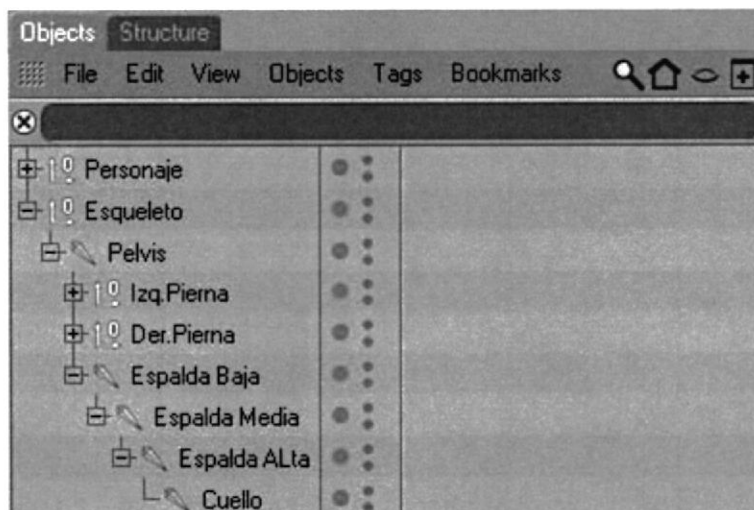 Objects Structure
File Edit View Objects Tags Bookmarks
Personaje
Esqueleto
Pelvis
Izq.Pierna
Der.Pierna
Espalda Baja
Espalda Media
Espalda ALta
Cuello